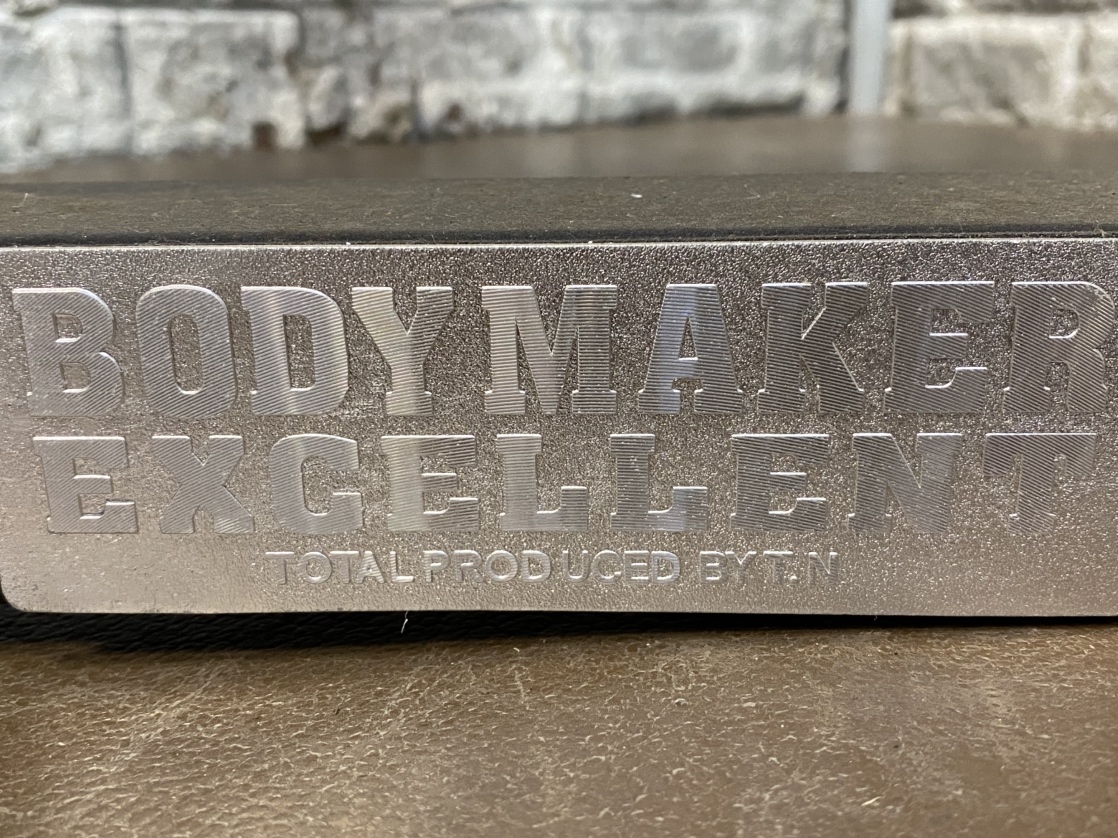 BODYMAKER
EXCELLENT
TOTAL PRODUCED BY T.N